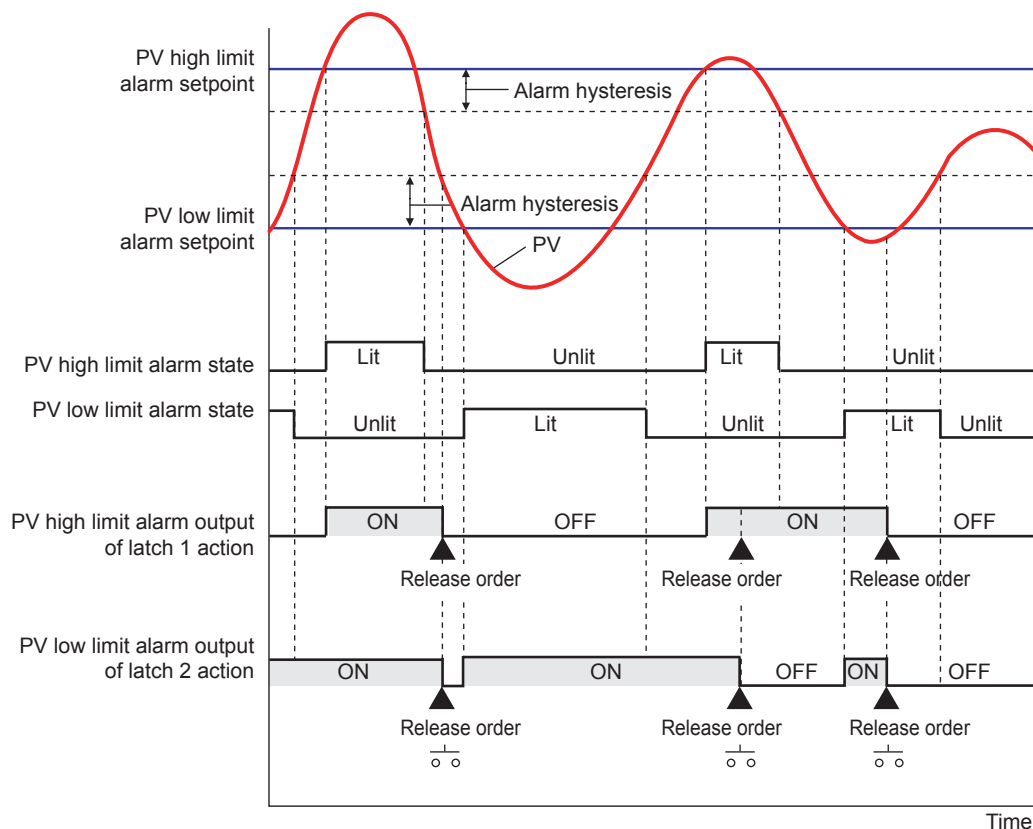 PV high limit
alarm setpoint
Alarm hysteresis
Alarm hysteresis
PV low limit
alarm setpoint
PV
PV high limit alarm state
Lit
Unlit
Lit
Unlit
PV low limit alarm state
Unlit
Lit
Unlit
Lit
Unlit
PV high limit alarm output
of latch 1 action
ON
OFF
ON
OFF
Release order
Release order
Release order
PV low limit alarm output
of latch 2 action
ON
ON
OFF
ON
OFF
Release order
Release order
Release order
Time